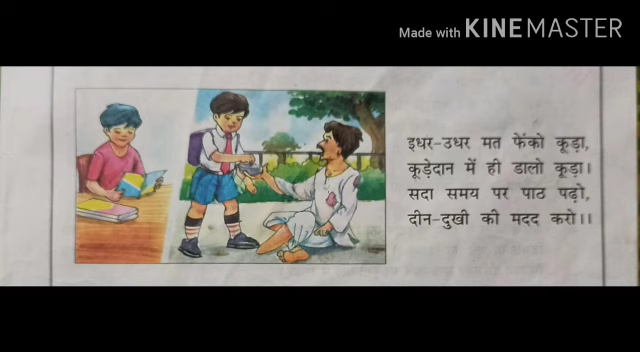 Made with KINEMASTER
इधर-उधर मत फेंको कूड़ा,
कूड़ेदान में ही डालो कूड़ा।
सदा समय पर पाठ पढ़ो,
दीन-दुखी की मदद करो।।